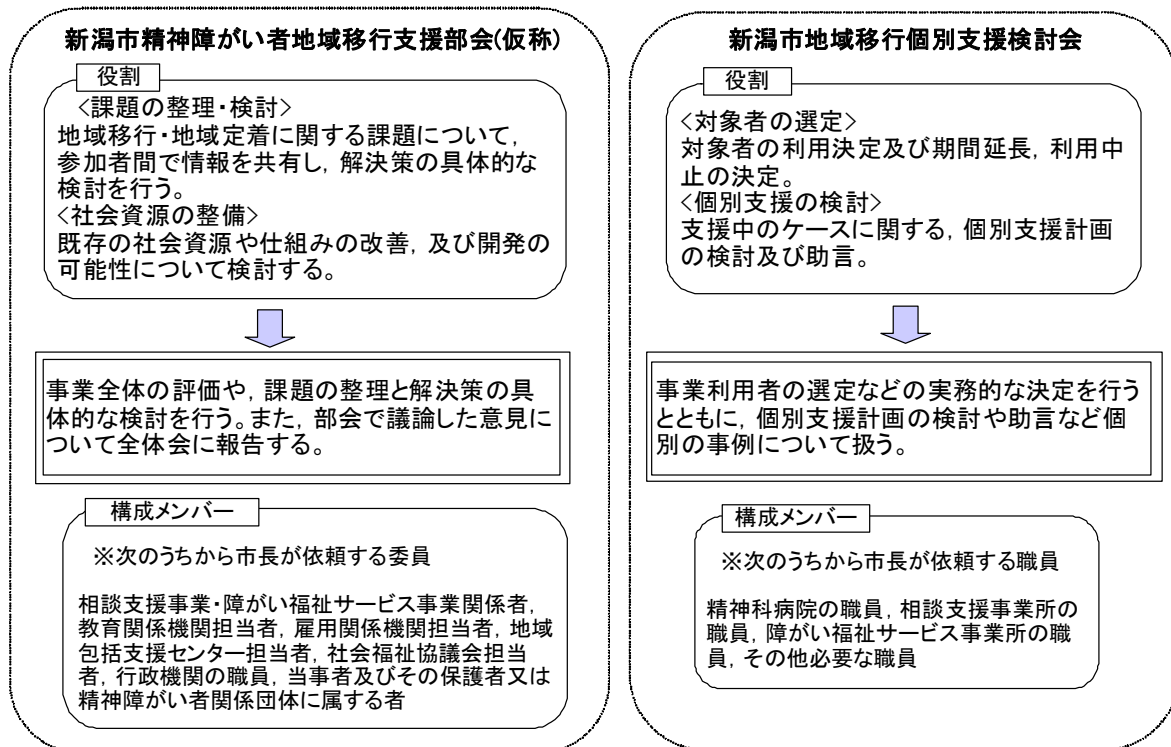 新潟市精神障がい者地域移行支援部会(仮称)
役割
<課題の整理・検討>
地域移行・地域定着に関する課題について,
参加者間で情報を共有し, 解決策の具体的な
検討を行う。
<社会資源の整備>
既存の社会資源や仕組みの改善, 及び開発の
可能性について検討する。
事業全体の評価や, 課題の整理と解決策の具
体的な検討を行う。また, 部会で議論した意見に
ついて全体会に報告する。
構成メンバー
※次のうちから市長が依頼する委員
相談支援事業・障がい福祉サービス事業関係者,
教育関係機関担当者, 雇用関係機関担当者, 地域
包括支援センター担当者, 社会福祉協議会担当
者, 行政機関の職員, 当事者及びその保護者又は
精神障がい者関係団体に属する者
新潟市地域移行個別支援検討会
役割
<対象者の選定>
対象者の利用決定及び期間延長, 利用中
止の決定。
<個別支援の検討>
支援中のケースに関する, 個別支援計画
の検討及び助言。
事業利用者の選定などの実務的な決定を行う
とともに, 個別支援計画の検討や助言など個
別の事例について扱う。
構成メンバー
※次のうちから市長が依頼する職員
精神科病院の職員, 相談支援事業所の
職員, 障がい福祉サービス事業所の職
員, その他必要な職員